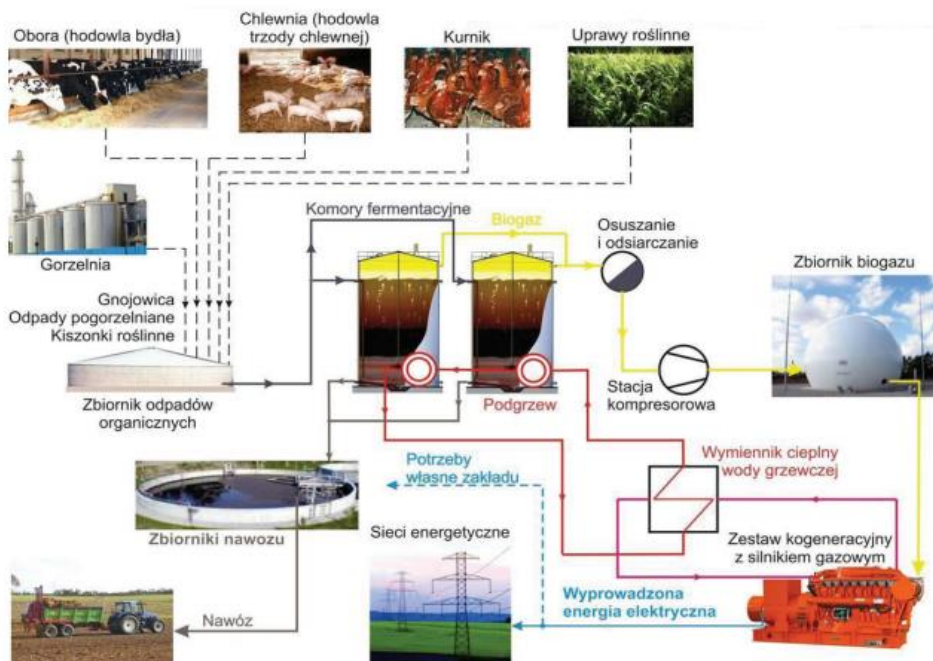 Obora (hodowla bydła)
Chlewnia (hodowla
trzody chlewnej)
Kurnik
Uprawy roślinne
Gorzelnia
Komory fermentacyjne
Biogaz
Osuszanie
i odsiarczanie
Zbiornik biogazu
Gnojowica
Odpady pogorzelniane
Kiszonki roślinne
Zbiornik odpadów
organicznych
Podgrzew
Stacja
kompresorowa
Wymiennik cieplny
wody grzewczej
Potrzeby
własne zakładu
Zbiorniki nawozu
Sieci energetyczne
Zestaw kogeneracyjny
z silnikiem gazowym
Nawóz
Wyprowadzona
energia elektryczna